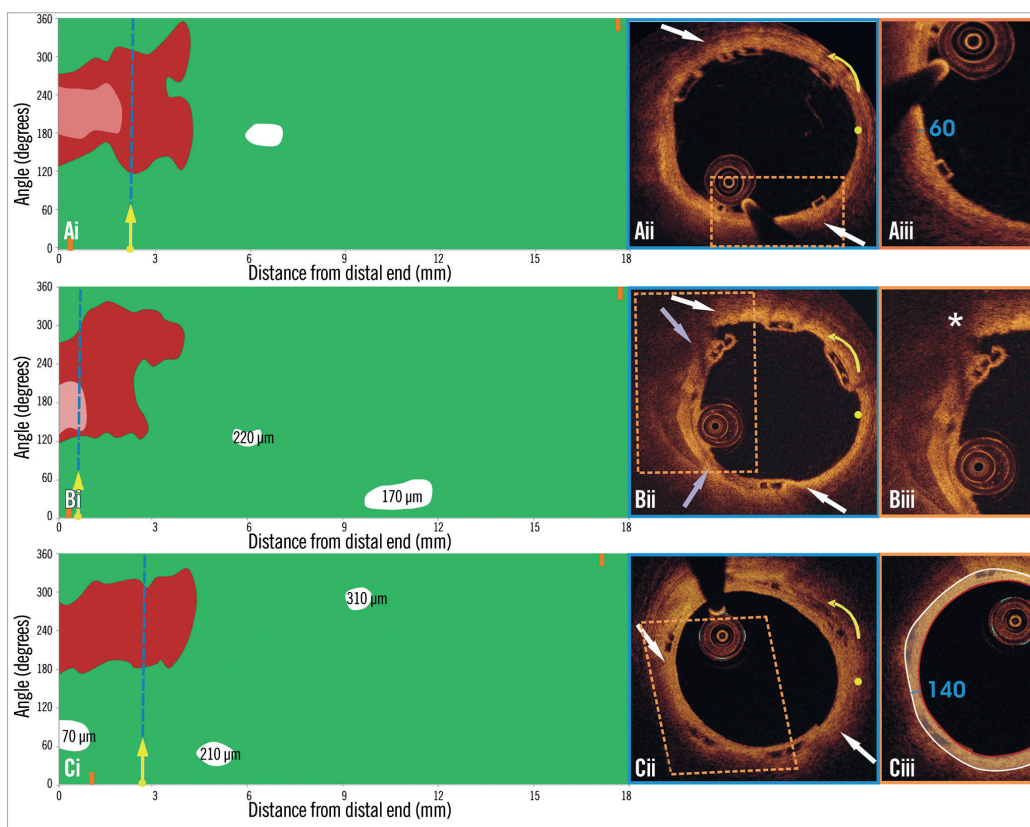 360
300
240
180
120
60
0
Angle (degrees)
Ai
0 3 6 9 12 15 18
Distance from distal end (mm)
Aii
60
Aiii
360
300
240
180
120
60
0
Angle (degrees)
220 µm
170 µm
Bi
0 3 6 9 12 15 18
Distance from distal end (mm)
Bii
*
Biii
360
300
240
180
120
60
0
Angle (degrees)
310 µm
70 µm
210 µm
Ci
0 3 6 9 12 15 18
Distance from distal end (mm)
Cii
140
Ciii